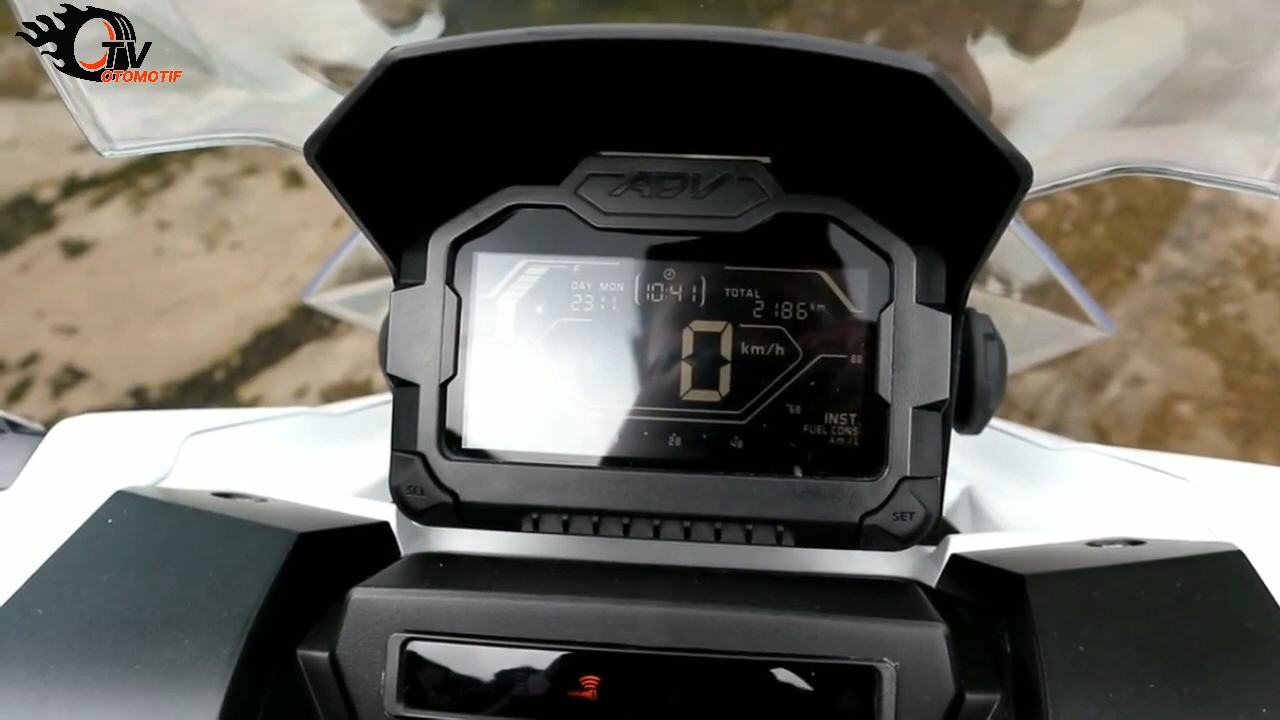 TV
OTOMOTIF
ADV
F
DAY MON
23.11
10:41
TOTAL
2186 km
0 km/h
80
60
20 40
INST.
FUEL CONS
km/L
SEL
SET